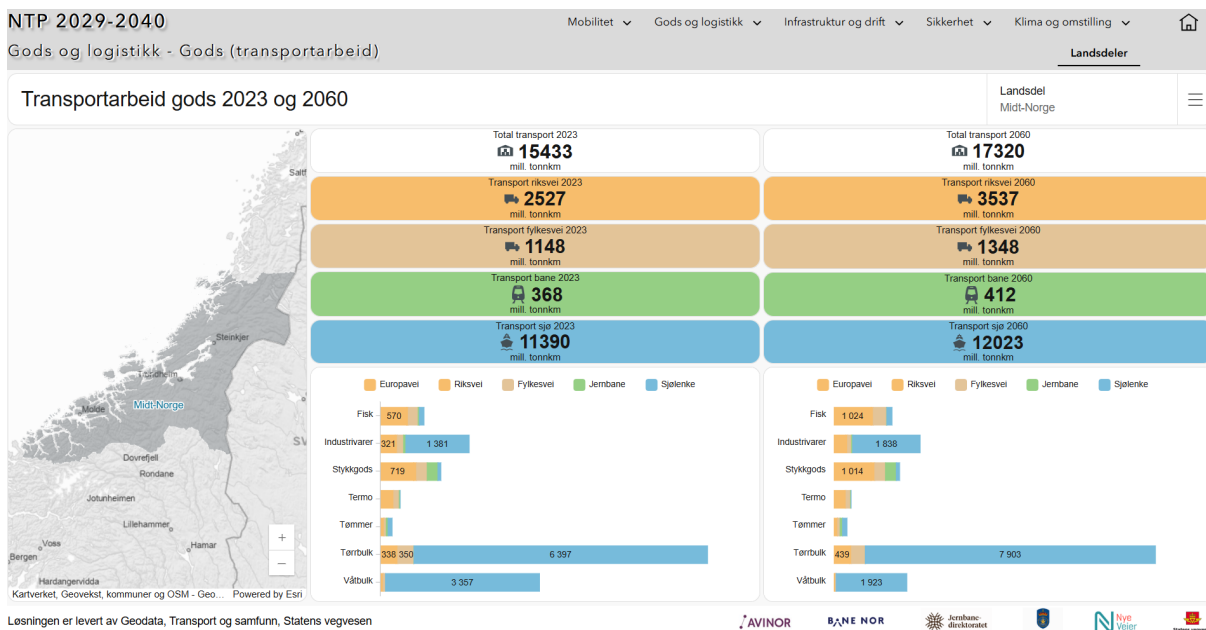 NTP 2029-2040
Mobilitet
Gods og logistikk
Infrastruktur og drift
Sikkerhet
Klima og omstilling
Gods og logistikk - Gods (transportarbeid)
Landsdeler
Transportarbeid gods 2023 og 2060
Landsdel
Midt-Norge
Salt
Steinkjer
Trondheim
Molde
Midt-Norge
SV
Dovrefjell
Rondane
Jotunheimen
Lillehammer
Voss
Hamar
Bergen
Hardangervidda
+
−
Kartverket, Geovekst, kommuner og OSM - Geo... Powered by Esri
Total transport 2023
15433
mill. tonnkm
Transport riksvei 2023
2527
mill. tonnkm
Transport fylkesvei 2023
1148
mill. tonnkm
Transport bane 2023
368
mill. tonnkm
Transport sjø 2023
11390
mill. tonnkm
Total transport 2060
17320
mill. tonnkm
Transport riksvei 2060
3537
mill. tonnkm
Transport fylkesvei 2060
1348
mill. tonnkm
Transport bane 2060
412
mill. tonnkm
Transport sjø 2060
12023
mill. tonnkm
Europavei Riksvei Fylkesvei Jernbane Sjølenke
Fisk 570
Industrivarer 321 1 381
Stykkgods 719
Termo
Tømmer
Tørrbulk 338 350 6 397
Våtbulk 3 357
Europavei Riksvei Fylkesvei Jernbane Sjølenke
Fisk 1 024
Industrivarer 1 838
Stykkgods 1 014
Termo
Tømmer
Tørrbulk 439 7 903
Våtbulk 1 923
Løsningen er levert av Geodata, Transport og samfunn, Statens vegvesen
AVINOR
BANE NOR
Jernbane-
direktoratet
Nye
Veier
Statens vegvesen